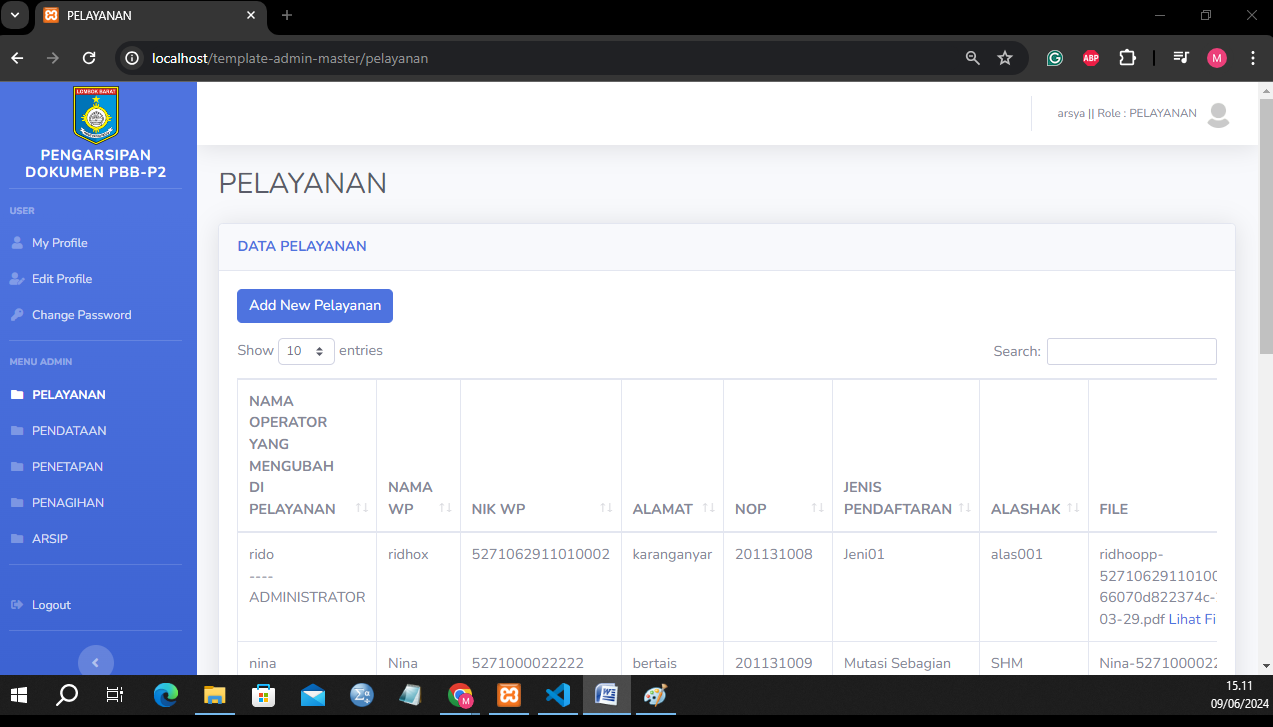 PELAYANAN
localhost/template-admin-master/pelayanan
ABP
M
LOMBOK BARAT
PENGARSIPAN
DOKUMEN PBB-P2
USER
My Profile
Edit Profile
Change Password
MENU ADMIN
PELAYANAN
PENDATAAN
PENETAPAN
PENAGIHAN
ARSIP
Logout
arsya || Role : PELAYANAN
PELAYANAN
DATA PELAYANAN
Add New Pelayanan
Show 10 entries
Search:
NAMA
OPERATOR
YANG
MENGUBAH
DI
PELAYANAN
NAMA
WP
NIK WP
ALAMAT
NOP
JENIS
PENDAFTARAN
ALASHAK
FILE
rido
----
ADMINISTRATOR
ridhox
5271062911010002
karanganyar
201131008
Jeni01
alas001
ridhoopp-
5271062911010
66070d822374c-
03-29.pdf Lihat Fi
nina
Nina
5271000022222
bertais
201131009
Mutasi Sebagian
SHM
Nina-5271000022
15.11
09/06/2024